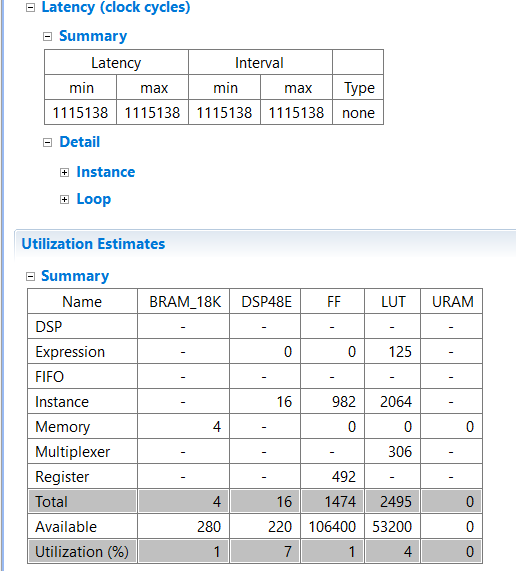 Latency (clock cycles)
Summary
Latency Interval
min max min max Type
1115138 1115138 1115138 1115138 none
Detail
Instance
Loop
Utilization Estimates
Summary
Name BRAM_18K DSP48E FF LUT URAM
DSP - - - - -
Expression - 0 0 125 -
FIFO - - - - -
Instance - 16 982 2064 -
Memory 4 - 0 0 0
Multiplexer - - - 306 -
Register - - 492 - -
Total 4 16 1474 2495 0
Available 280 220 106400 53200 0
Utilization (%) 1 7 1 4 0